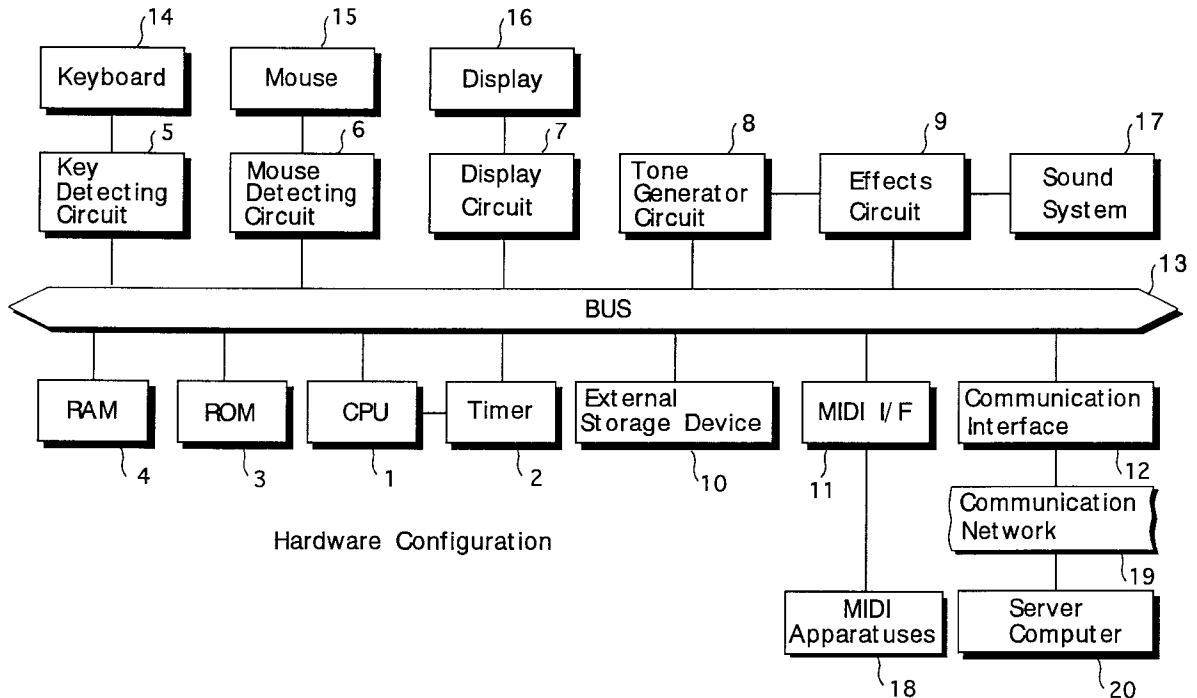 14
15
16
Keyboard
Mouse
Display
5
6
7
8
9
17
Key
Detecting
Circuit
Mouse
Detecting
Circuit
Display
Circuit
Tone
Generator
Circuit
Effects
Circuit
Sound
System
13
BUS
RAM
ROM
CPU
Timer
External
Storage Device
MIDI I/F
Communication
Interface
4
3
1
2
10
11
12
Communication
Network
Hardware Configuration
19
MIDI
Apparatuses
Server
Computer
18
20